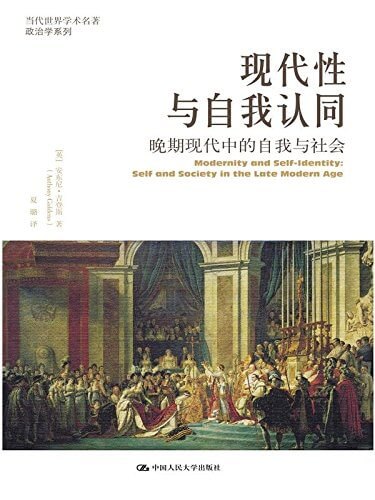 当代世界学术名著
政治学系列
现代性
与自我认同
晚期现代中的自我与社会
Modernity and Self-Identity:
Self and Society in the Late Modern Age
[英] 安东尼·吉登斯 著
(Anthony Giddens)
夏璐 译
中国人民大学出版社